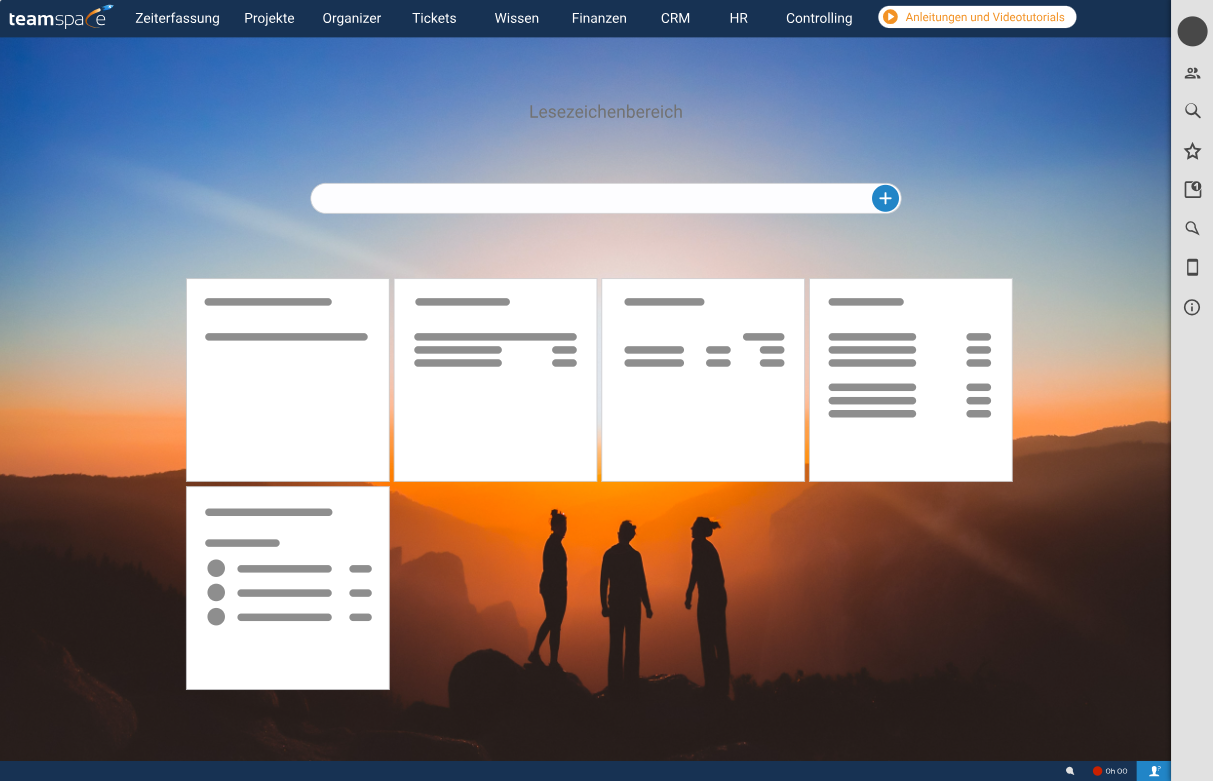 teamspace
Zeiterfassung Projekte Organizer Tickets Wissen Finanzen CRM HR Controlling Anleitungen und Videotutorials
Lesezeichenbereich
0h 00